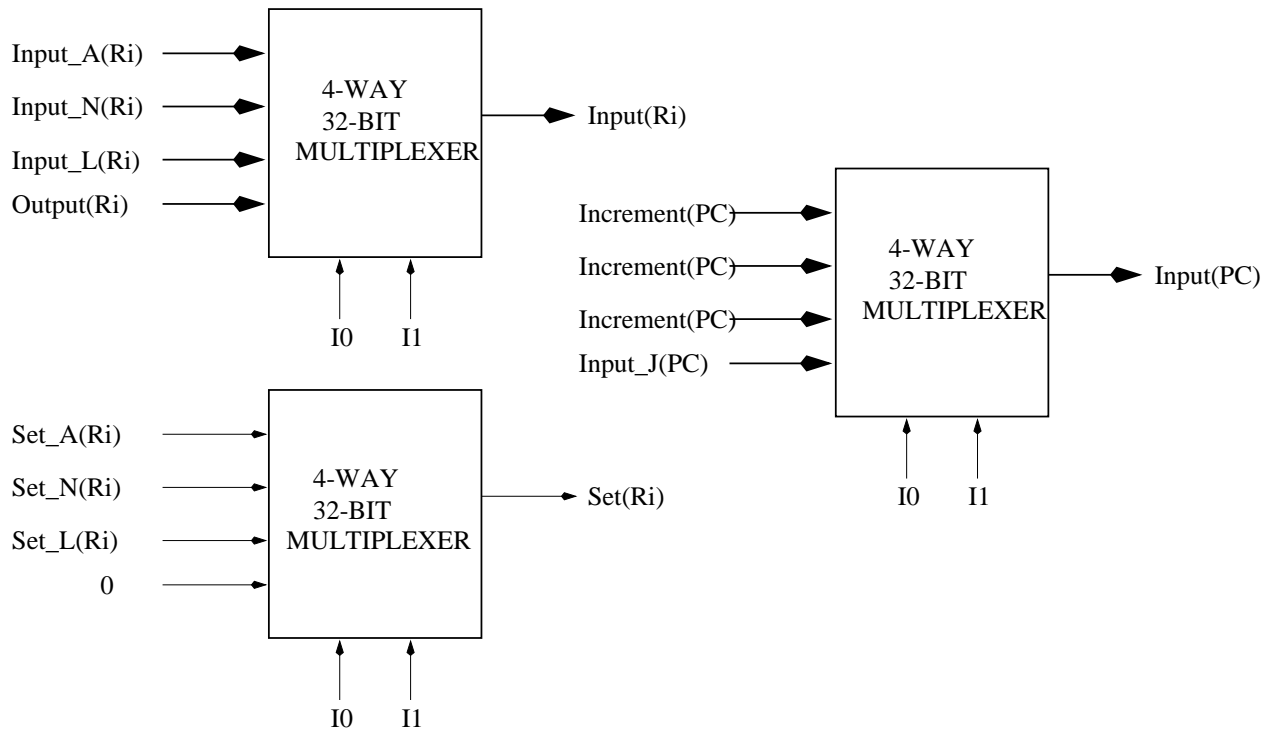 Input_A(Ri)
Input_N(Ri)
Input_L(Ri)
Output(Ri)
4-WAY
32-BIT
MULTIPLEXER
Input(Ri)
I0 I1
Increment(PC)
Increment(PC)
Increment(PC)
Input_J(PC)
4-WAY
32-BIT
MULTIPLEXER
Input(PC)
I0 I1
Set_A(Ri)
Set_N(Ri)
Set_L(Ri)
0
4-WAY
32-BIT
MULTIPLEXER
Set(Ri)
I0 I1